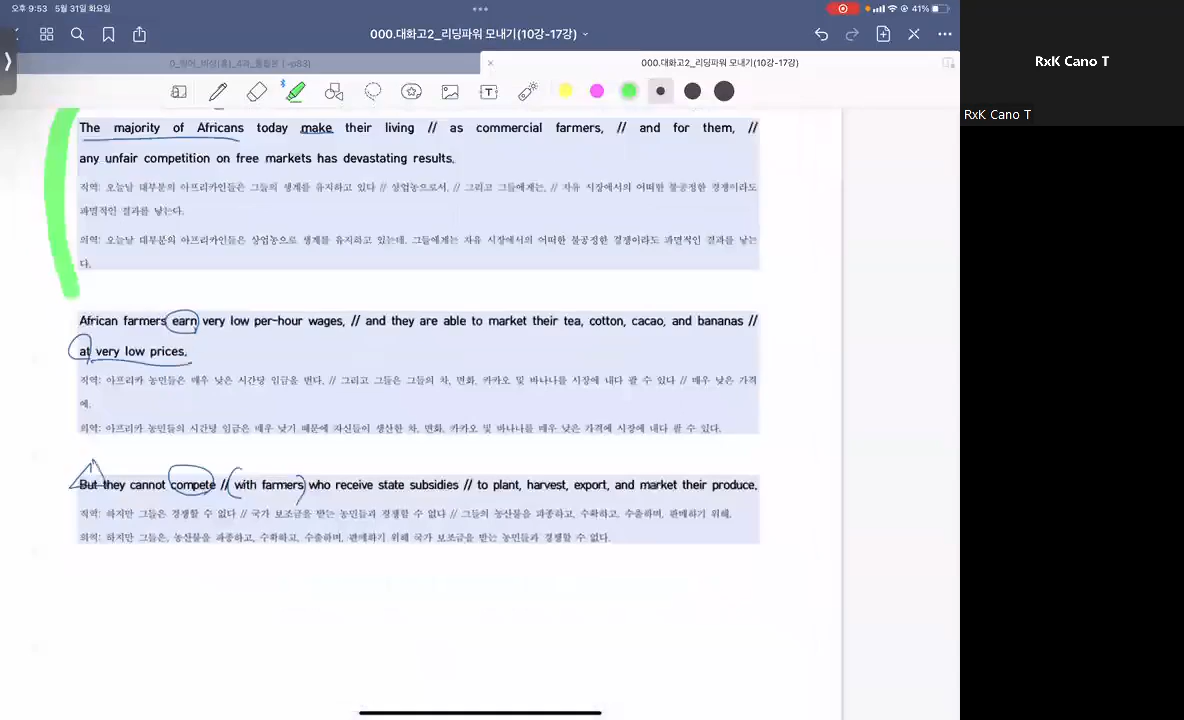 오후 9:53 5월 31일 화요일
41%
000.대화고2_리딩파워 모내기(10강-17강)
000.대화고2_리딩파워 모내기(10강-17강)
RxK Cano T
RxK Cano T
The majority of Africans today make their living // as commercial farmers, // and for them, //
any unfair competition on free markets has devastating results.
직역: 오늘날 대부분의 아프리카인들은 그들의 생계를 유지하고 있다 // 상업농으로서, // 그리고 그들에게는, // 자유 시장에서의 어떠한 불공정한 경쟁이라도
파멸적인 결과를 낳는다.
의역: 오늘날 대부분의 아프리카인들은 상업농으로 생계를 유지하고 있는데, 그들에게는 자유 시장에서의 어떠한 불공정한 경쟁이라도 파멸적인 결과를 낳는
다.
African farmers earn very low per-hour wages, // and they are able to market their tea, cotton, cacao, and bananas //
at very low prices.
직역: 아프리카 농민들은 매우 낮은 시간당 임금을 번다, // 그리고 그들은 그들의 차, 면화, 카카오 및 바나나를 시장에 내다 팔 수 있다 // 매우 낮은 가격
에.
의역: 아프리카 농민들의 시간당 임금은 매우 낮기 때문에 자신들이 생산한 차, 면화, 카카오 및 바나나를 매우 낮은 가격에 시장에 내다 팔 수 있다.
But they cannot compete // with farmers who receive state subsidies // to plant, harvest, export, and market their produce.
직역: 하지만 그들은 경쟁할 수 없다 // 국가 보조금을 받는 농민들과 경쟁할 수 없다 // 그들의 농산물을 파종하고, 수확하고, 수출하며, 판매하기 위해.
의역: 하지만 그들은, 농산물을 파종하고, 수확하고, 수출하며, 판매하기 위해 국가 보조금을 받는 농민들과 경쟁할 수 없다.